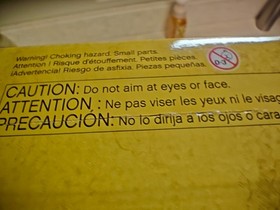 Warning! Choking hazard. Small parts.
Attention ! Risque d'étouffement. Petites pièces.
¡Advertencia! Riesgo de asfixia. Piezas pequeñas.
CAUTION: Do not aim at eyes or face.
ATTENTION : Ne pas viser les yeux ni le visag
PRECAUCIÓN: No lo dirija a los ojos o cara